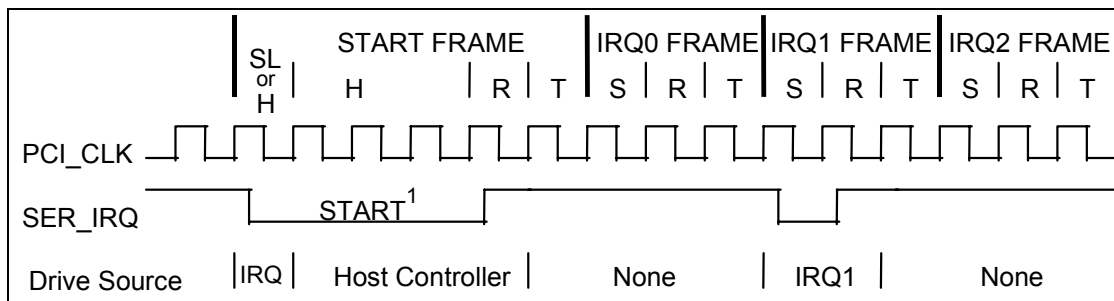 START FRAME IRQ0 FRAME IRQ1 FRAME IRQ2 FRAME
SL
or
H
H R T S R T S R T S R T
PCI_CLK
SER_IRQ START1
Drive Source IRQ Host Controller None IRQ1 None